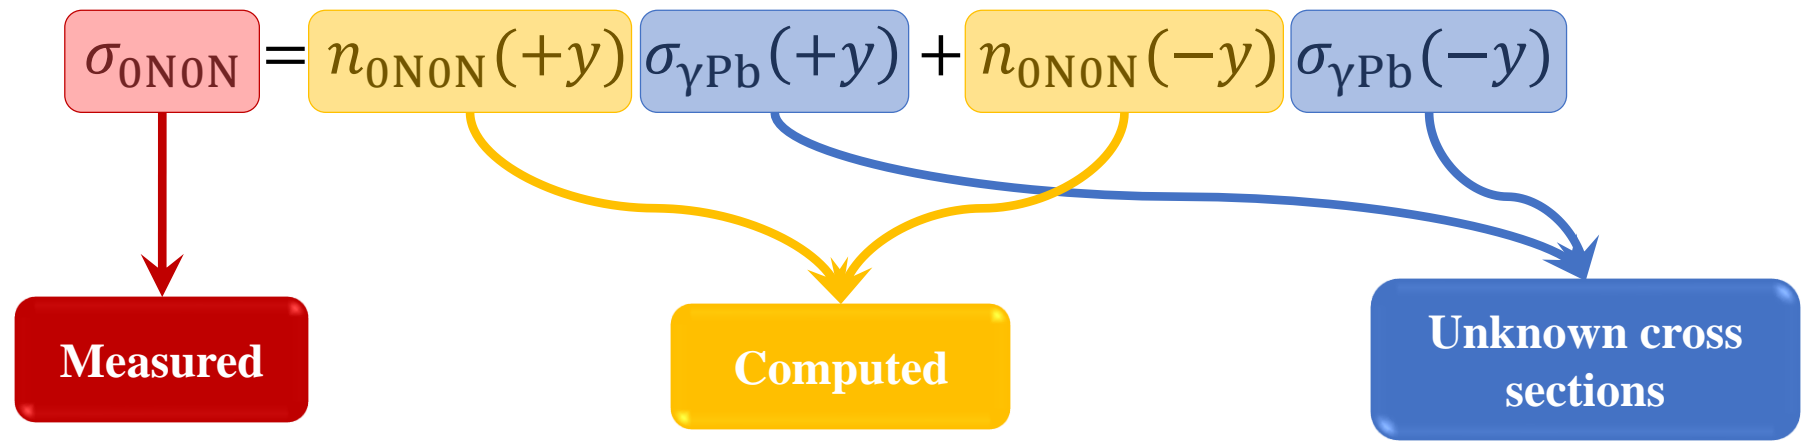 σ₀N0N = n₀N0N(+y) σγPb(+y) + n₀N0N(−y) σγPb(−y)
Measured
Computed
Unknown cross
sections